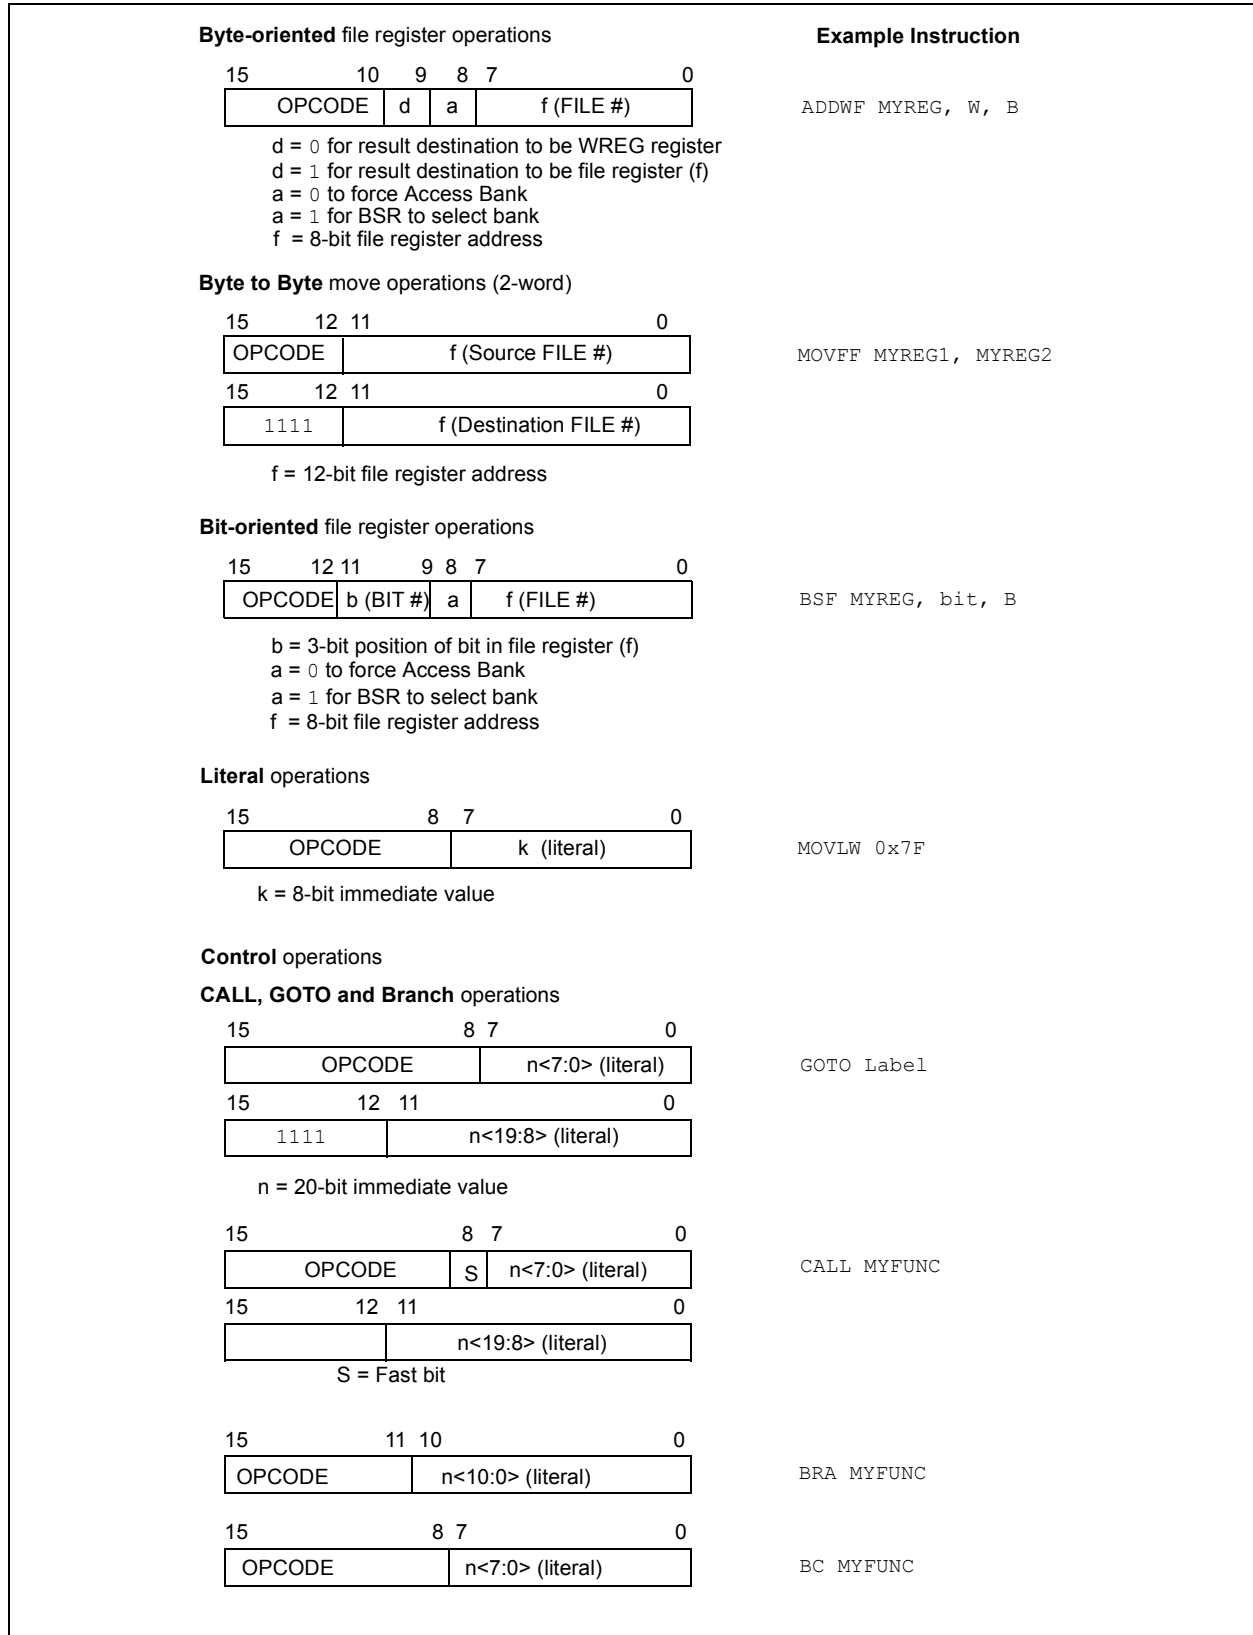 Byte-oriented file register operations Example Instruction
15 10 9 8 7 0
OPCODE d a f (FILE #) ADDWF MYREG, W, B
d = 0 for result destination to be WREG register
d = 1 for result destination to be file register (f)
a = 0 to force Access Bank
a = 1 for BSR to select bank
f = 8-bit file register address
Byte to Byte move operations (2-word)
15 12 11 0
OPCODE f (Source FILE #) MOVFF MYREG1, MYREG2
15 12 11 0
1111 f (Destination FILE #)
f = 12-bit file register address
Bit-oriented file register operations
15 12 11 9 8 7 0
OPCODE b (BIT #) a f (FILE #) BSF MYREG, bit, B
b = 3-bit position of bit in file register (f)
a = 0 to force Access Bank
a = 1 for BSR to select bank
f = 8-bit file register address
Literal operations
15 8 7 0
OPCODE k (literal) MOVLW 0x7F
k = 8-bit immediate value
Control operations
CALL, GOTO and Branch operations
15 8 7 0
OPCODE n<7:0> (literal) GOTO Label
15 12 11 0
1111 n<19:8> (literal)
n = 20-bit immediate value
15 8 7 0
OPCODE S n<7:0> (literal) CALL MYFUNC
15 12 11 0
n<19:8> (literal)
S = Fast bit
15 11 10 0
OPCODE n<10:0> (literal) BRA MYFUNC
15 8 7 0
OPCODE n<7:0> (literal) BC MYFUNC